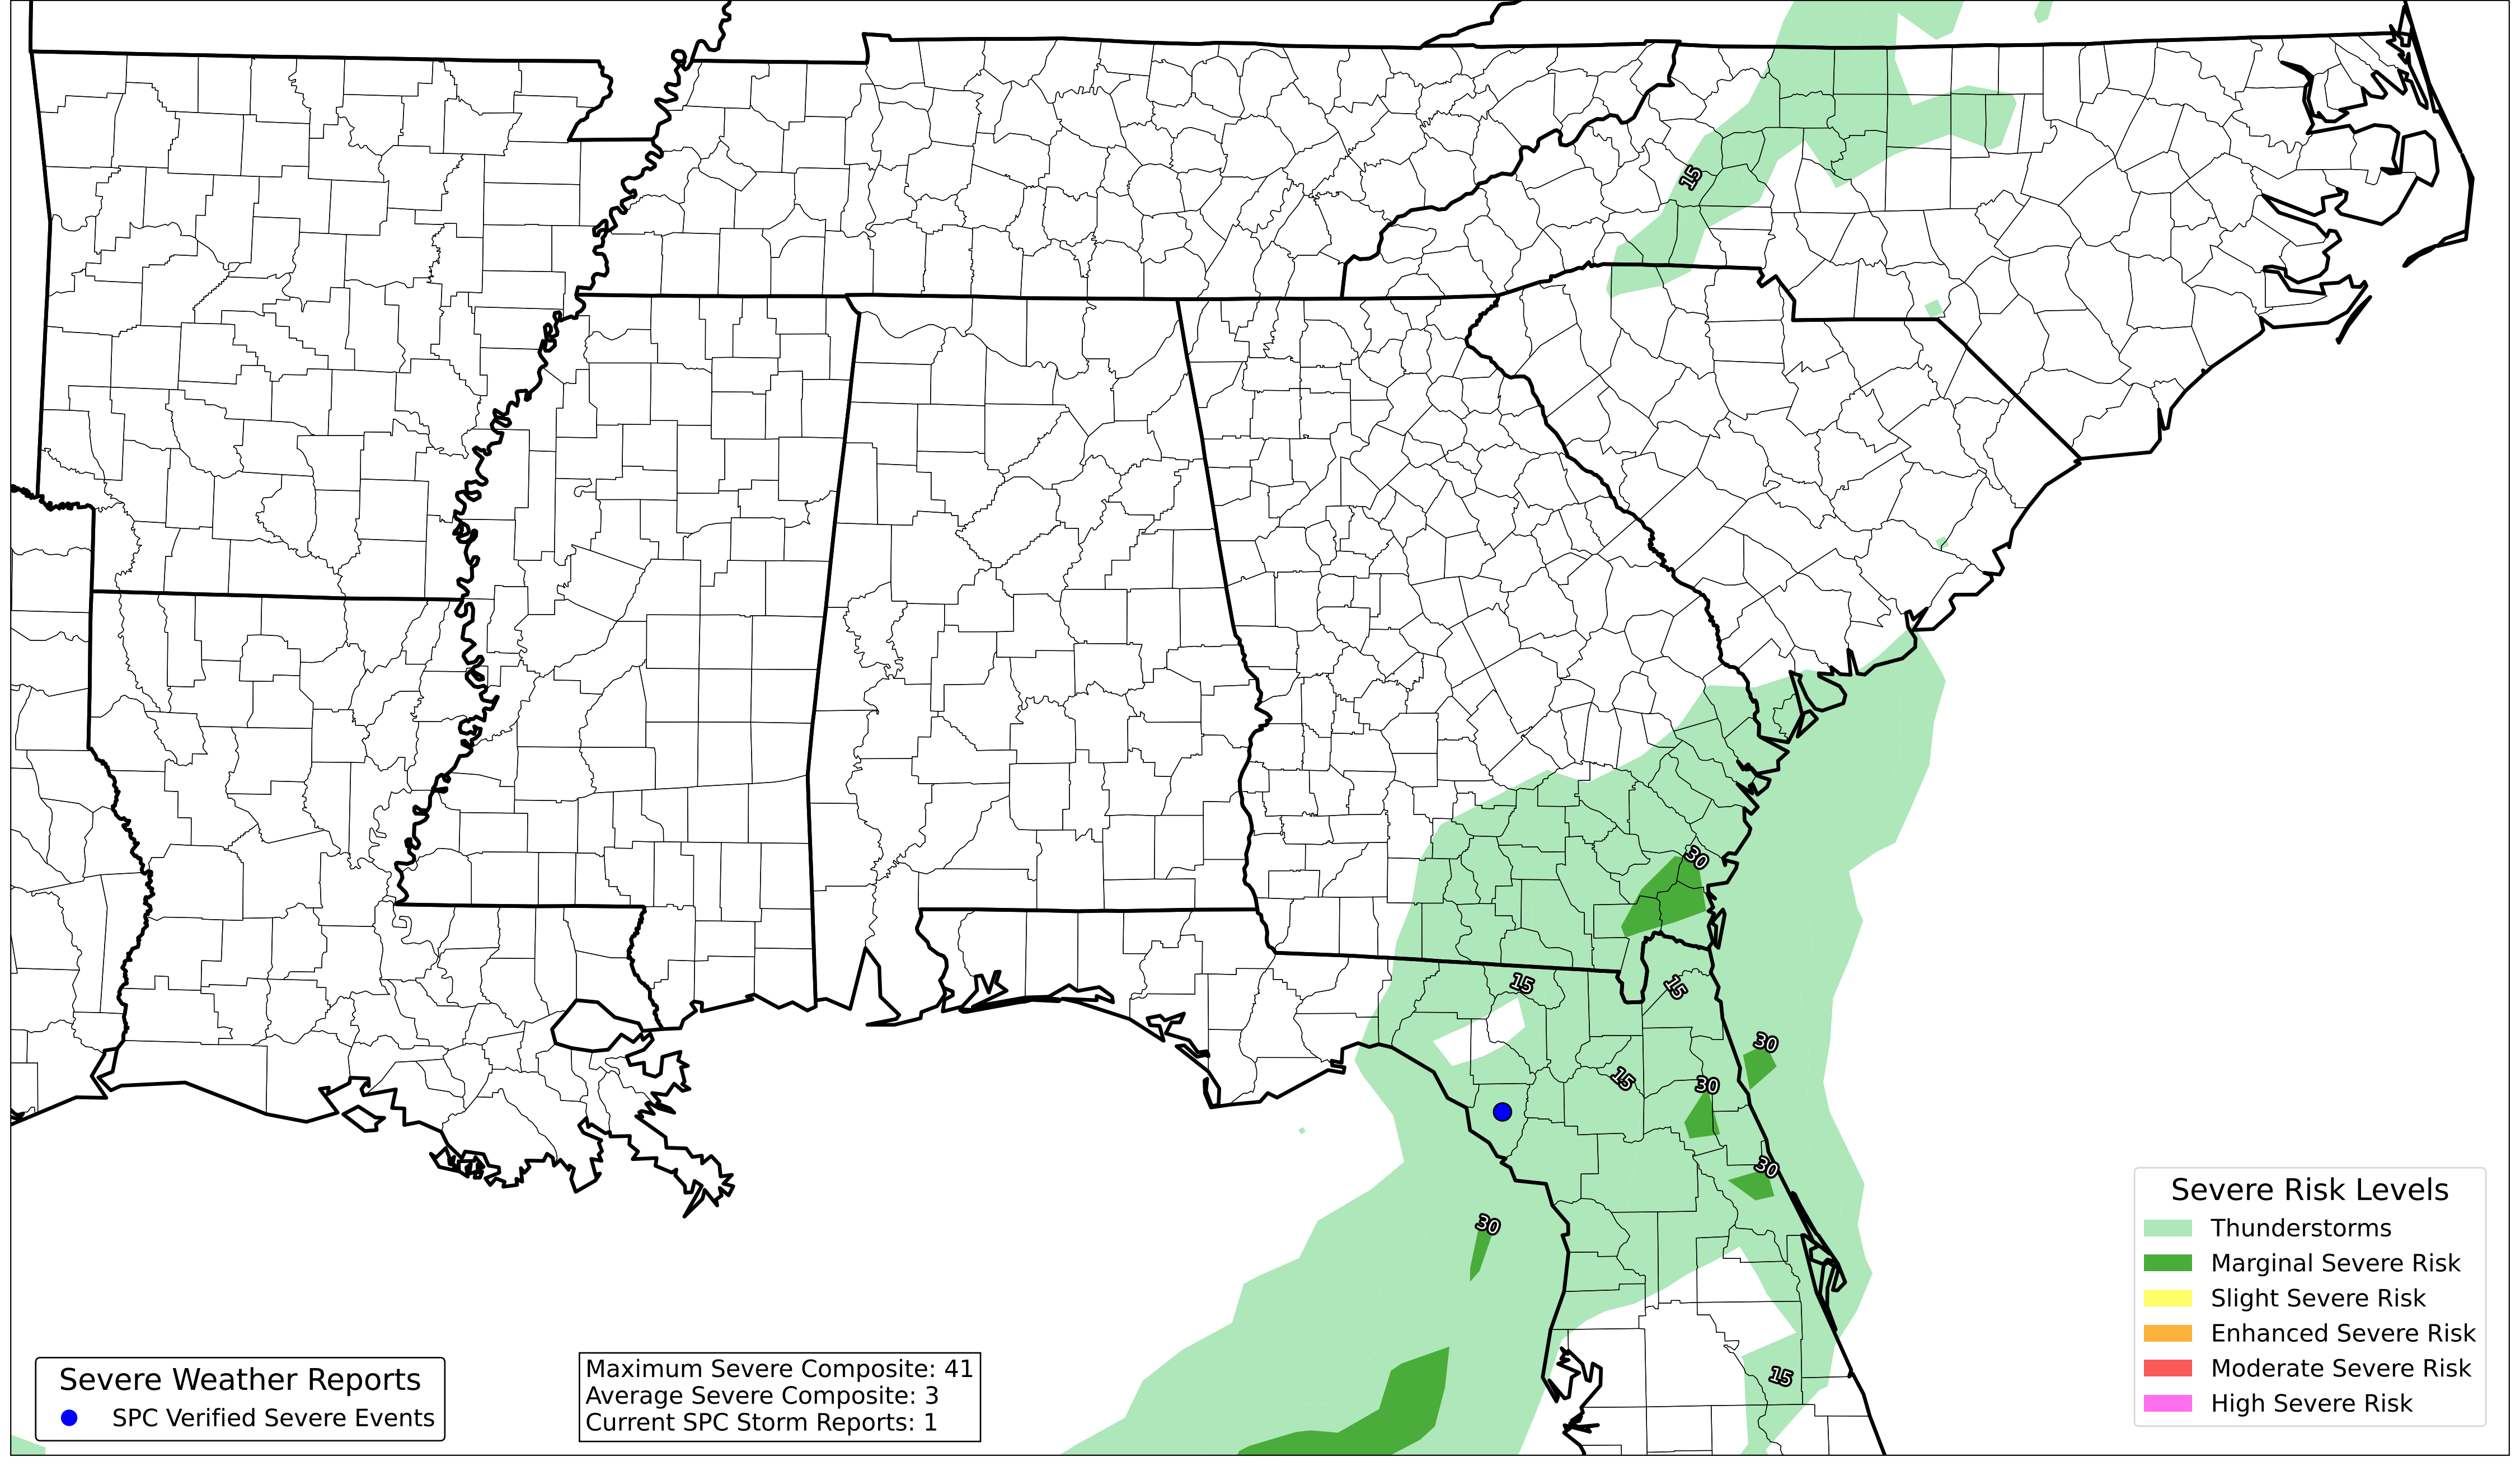 15
30
15
15
30
15
30
30
30
15
Severe Risk Levels
Thunderstorms
Marginal Severe Risk
Slight Severe Risk
Enhanced Severe Risk
Moderate Severe Risk
High Severe Risk
Severe Weather Reports
SPC Verified Severe Events
Maximum Severe Composite: 41
Average Severe Composite: 3
Current SPC Storm Reports: 1